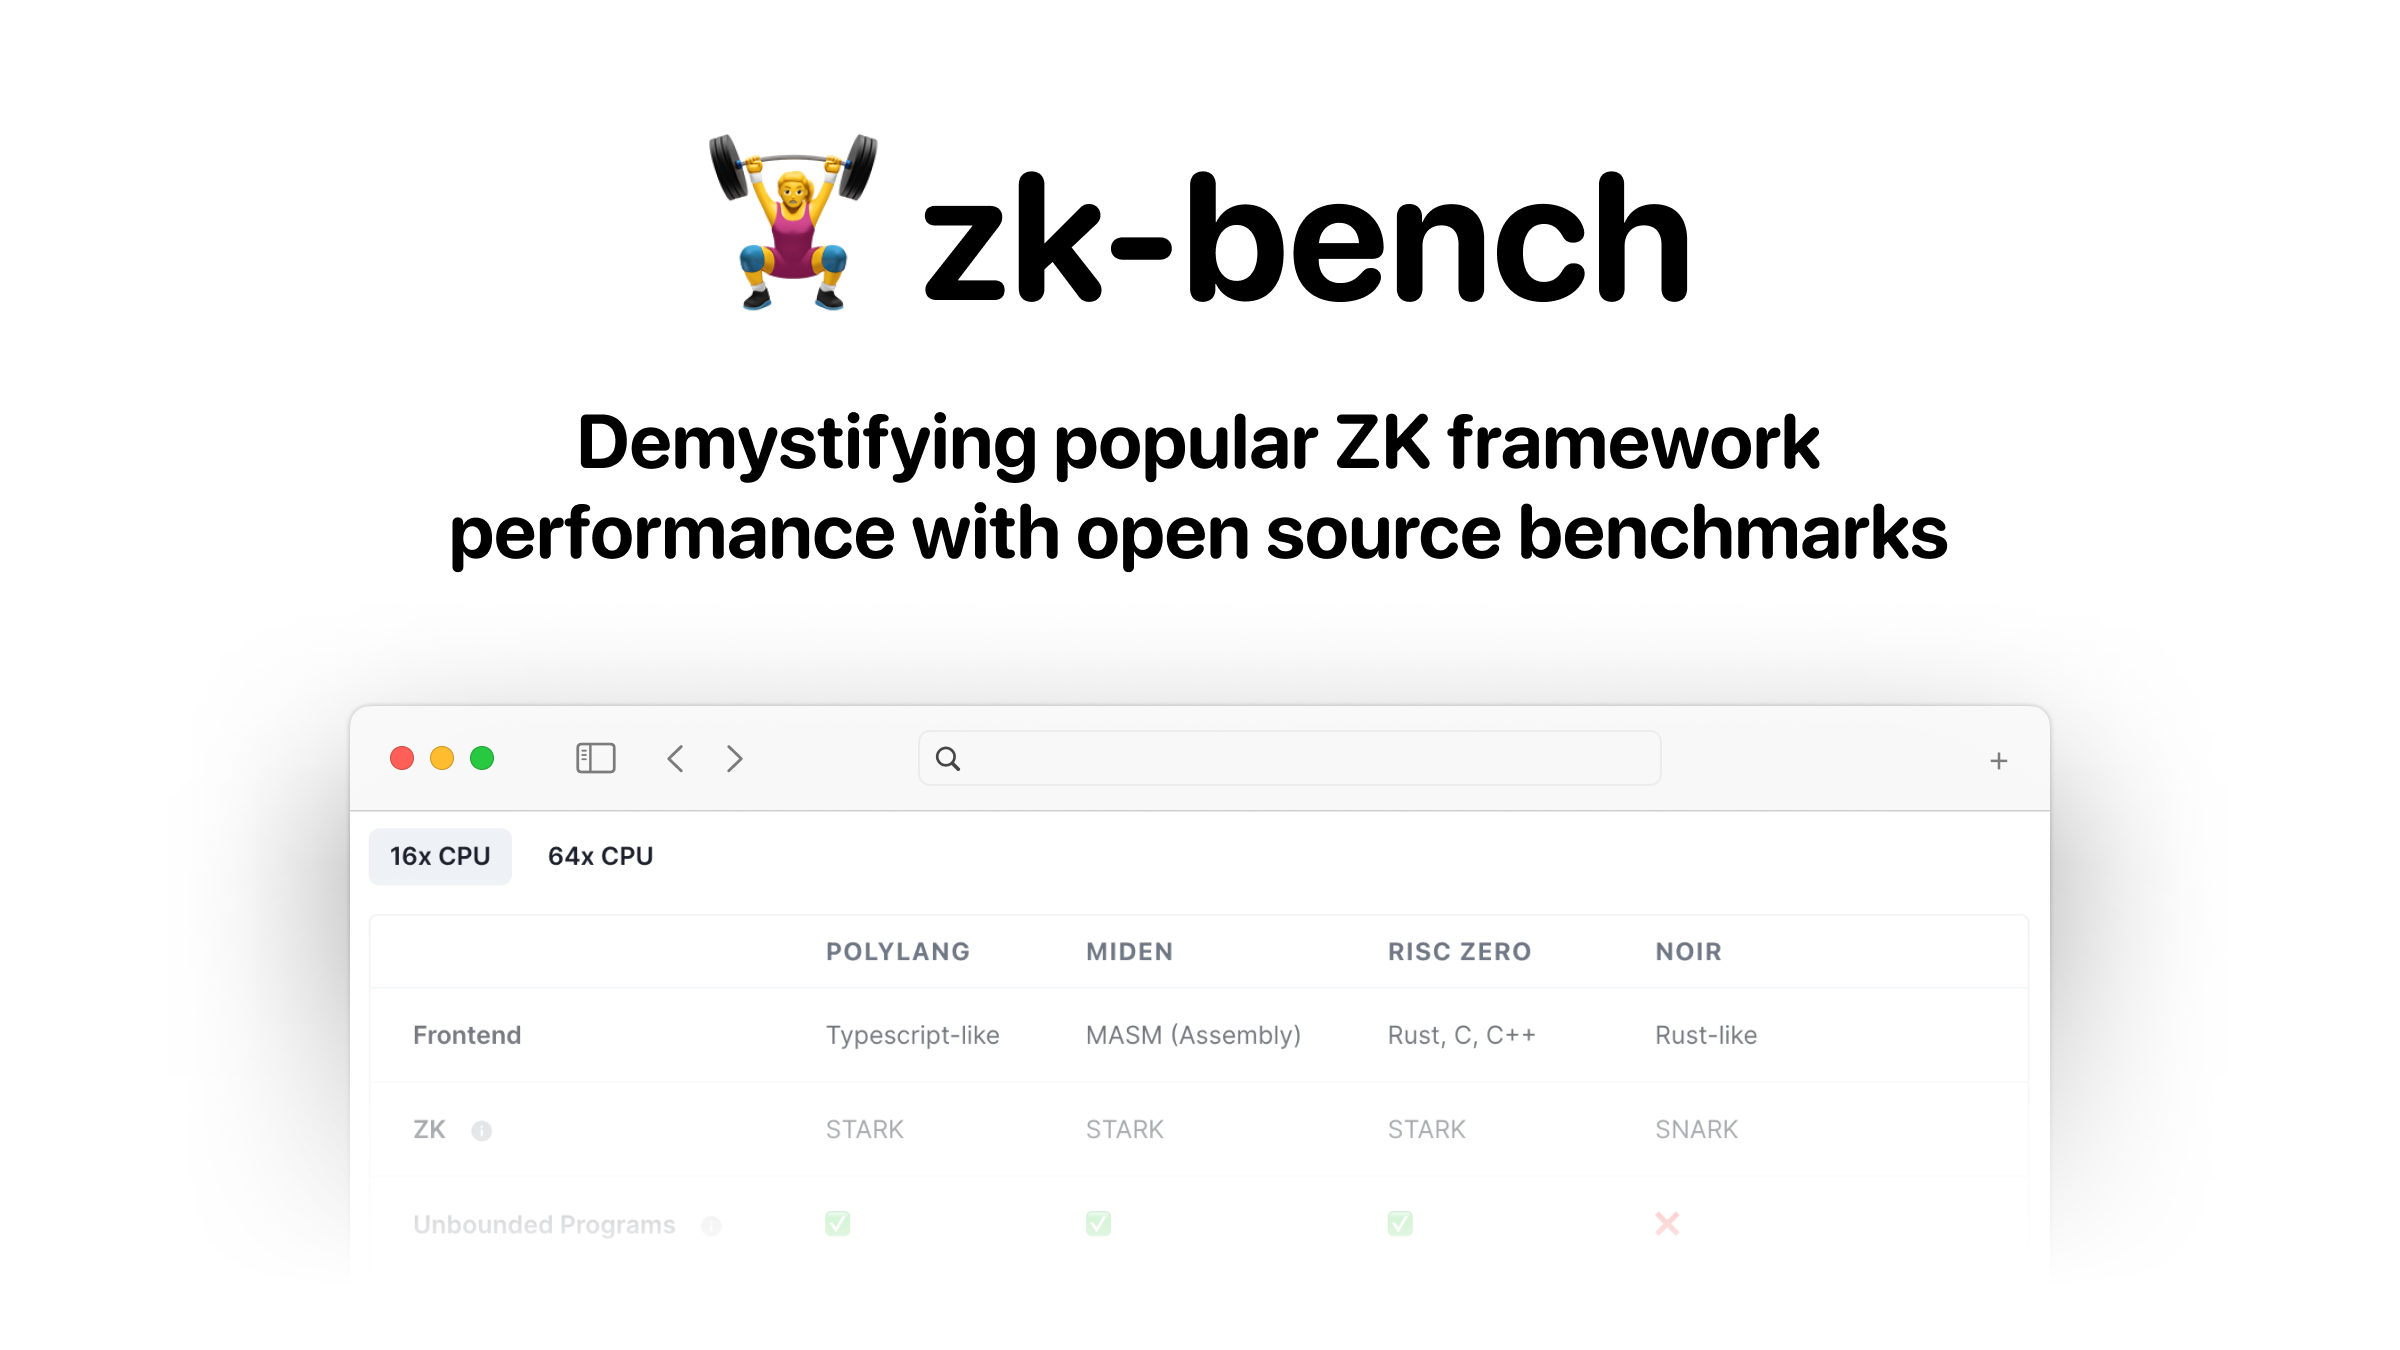 zk-bench
Demystifying popular ZK framework
performance with open source benchmarks
16x CPU 64x CPU
POLYLANG MIDEN RISC ZERO NOIR
Frontend Typescript-like MASM (Assembly) Rust, C, C++ Rust-like
ZK STARK STARK STARK SNARK
Unbounded Programs